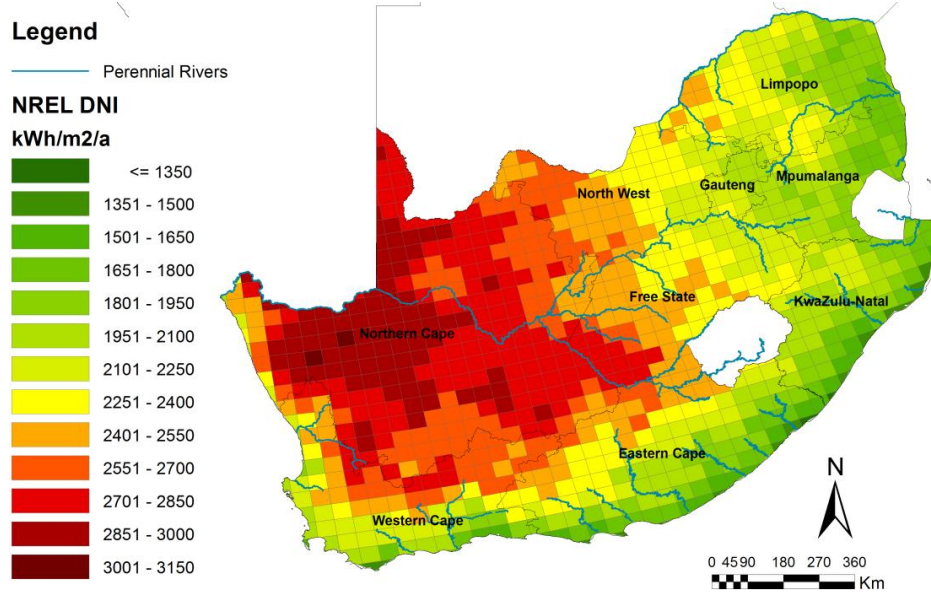 Legend
Perennial Rivers
NREL DNI
kWh/m2/a
<= 1350
1351 - 1500
1501 - 1650
1651 - 1800
1801 - 1950
1951 - 2100
2101 - 2250
2251 - 2400
2401 - 2550
2551 - 2700
2701 - 2850
2851 - 3000
3001 - 3150
Limpopo
North West
Gauteng
Mpumalanga
Free State
KwaZulu-Natal
Northern Cape
Eastern Cape
Western Cape
N
0 4590 180 270 360
Km